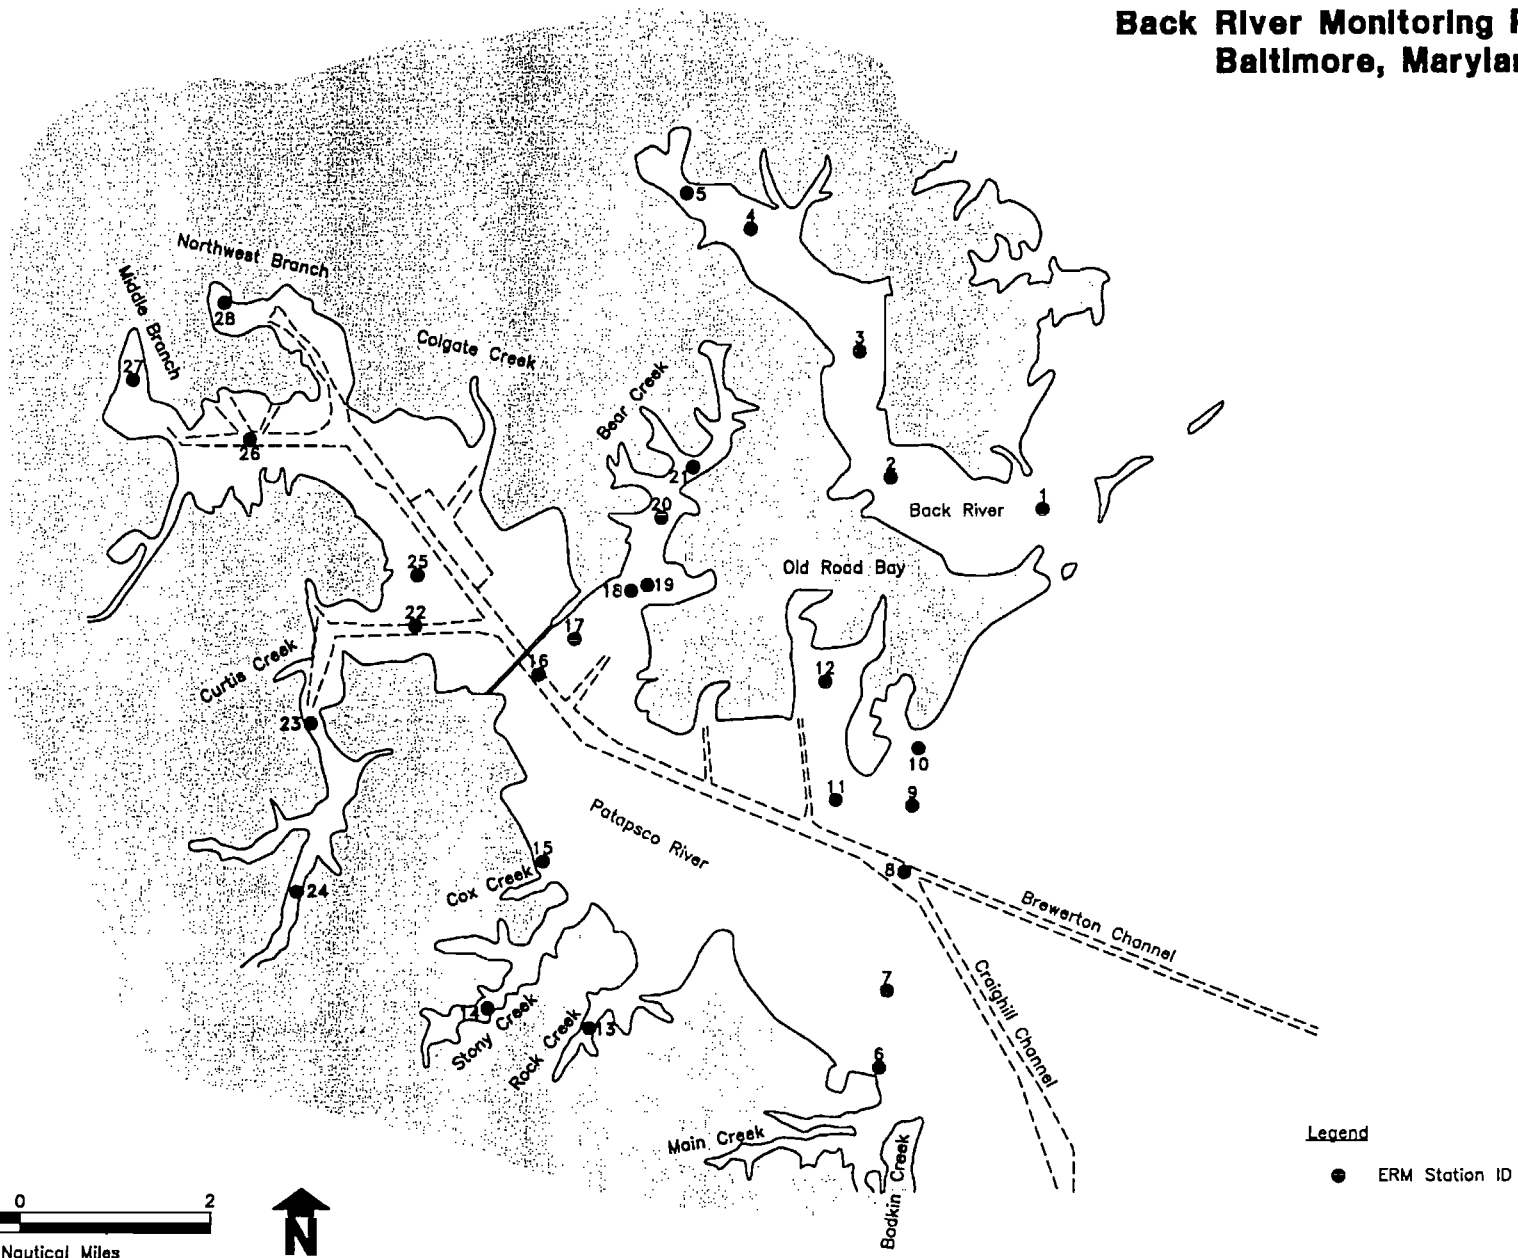 Back River Monitoring
Baltimore,
5
4
Northwest Branch
Middle Branch
28
Colgate Creek
3
27
Bear Creek
26
21
2
1
20
Back River
Old Road Bay
25
18
19
22
17
Curtis Creek
16
12
23
10
11
9
Patapsco River
15
8
Cox Creek
24
Brewerton Channel
Craighill Channel
7
14
Stony Creek
Rock Creek
13
6
Main Creek
Bodkin Creek
Legend
ERM Station ID
0 2
Nautical Miles
N